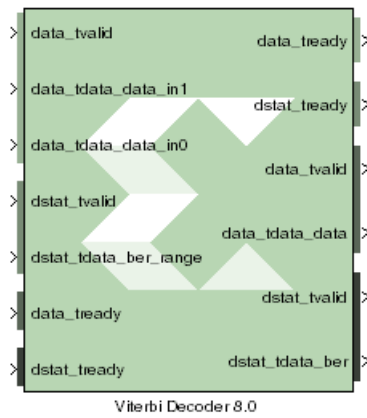 data_tvalid
data_tdata_data_in1
data_tdata_data_in0
dstat_tvalid
dstat_tdata_ber_range
data_tready
dstat_tready
data_tready
dstat_tready
data_tvalid
data_tdata_data
dstat_tvalid
dstat_tdata_ber
Viterbi Decoder 8.0